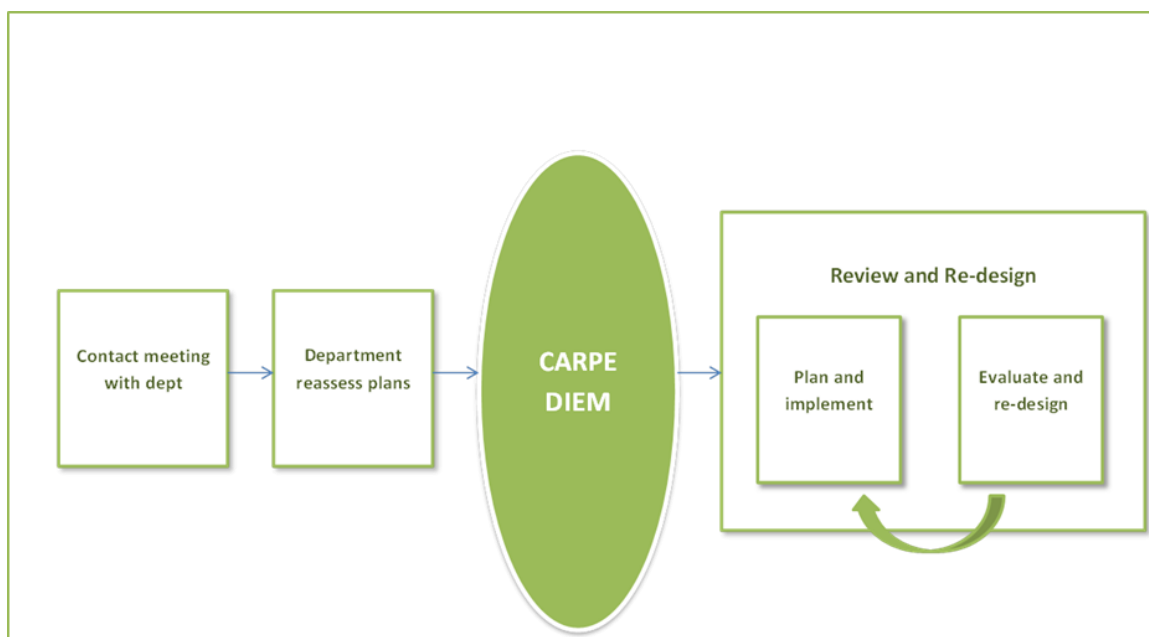 Contact meeting
with dept
Department
reassess plans
CARPE
DIEM
Review and Re-design
Plan and
implement
Evaluate and
re-design